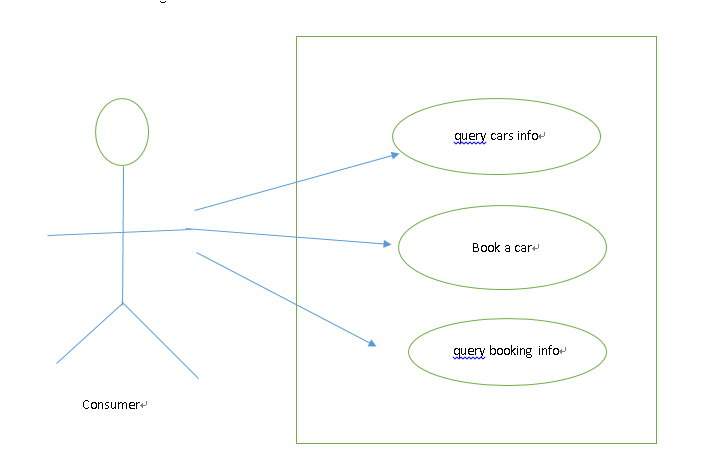 query cars info
Book a car
query booking info
Consumer